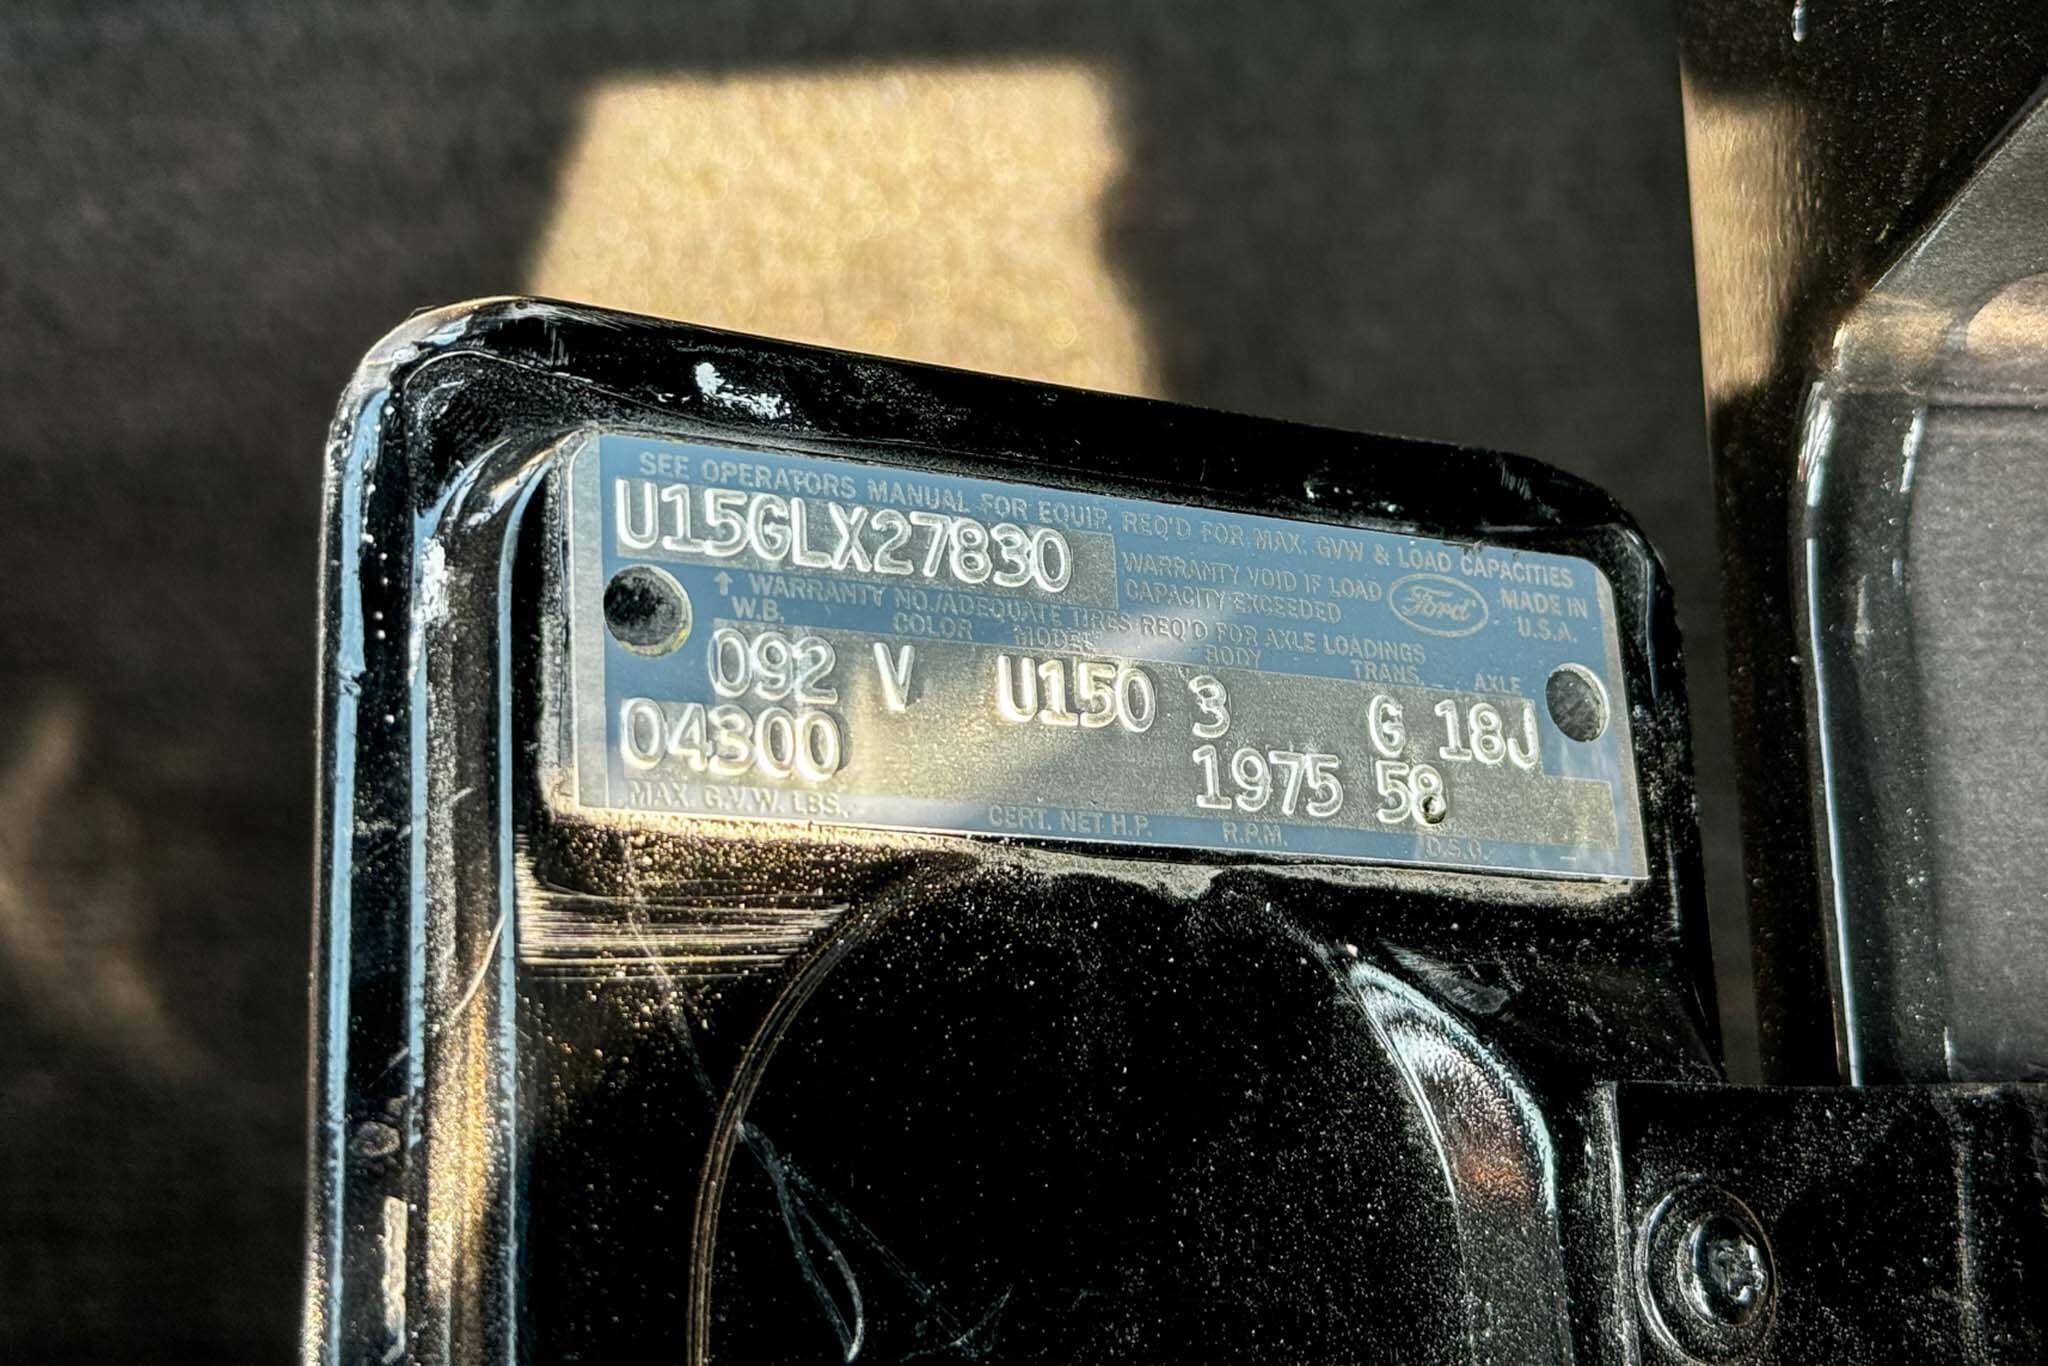 SEE OPERATORS MANUAL FOR EQUIP. REQ'D FOR MAX. GVW & LOAD CAPACITIES
U15GLX27830
WARRANTY VOID IF LOAD
CAPACITY EXCEEDED
Ford
MADE IN
U.S.A.
↑ WARRANTY NO./ADEQUATE TIRES REQ'D FOR AXLE LOADINGS
W.B. COLOR MODEL BODY TRANS. AXLE
092 V U150 3 G 18J
04300 1975 58
MAX. G.V.W. LBS. CERT. NET H.P. R.P.M. D.S.O.